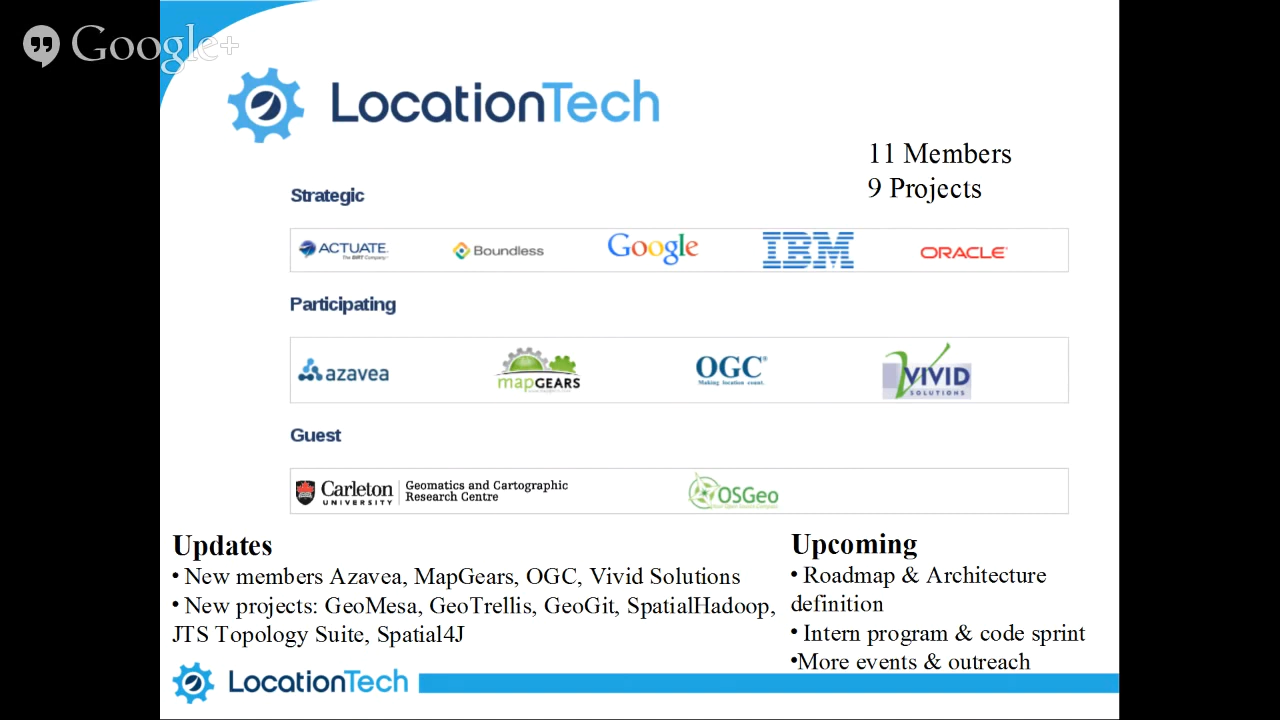 Google+
LocationTech
11 Members
9 Projects
Strategic
ACTUATE
The BIRT Company
Boundless
Google
IBM
ORACLE
Participating
azavea
mapGEARS
OGC
Making location count.
VIVID
SOLUTIONS
Guest
Carleton
UNIVERSITY
Geomatics and Cartographic
Research Centre
OSGeo
Updates
• New members Azavea, MapGears, OGC, Vivid Solutions
• New projects: GeoMesa, GeoTrellis, GeoGit, SpatialHadoop,
JTS Topology Suite, Spatial4J
Upcoming
• Roadmap & Architecture
definition
• Intern program & code sprint
•More events & outreach
LocationTech